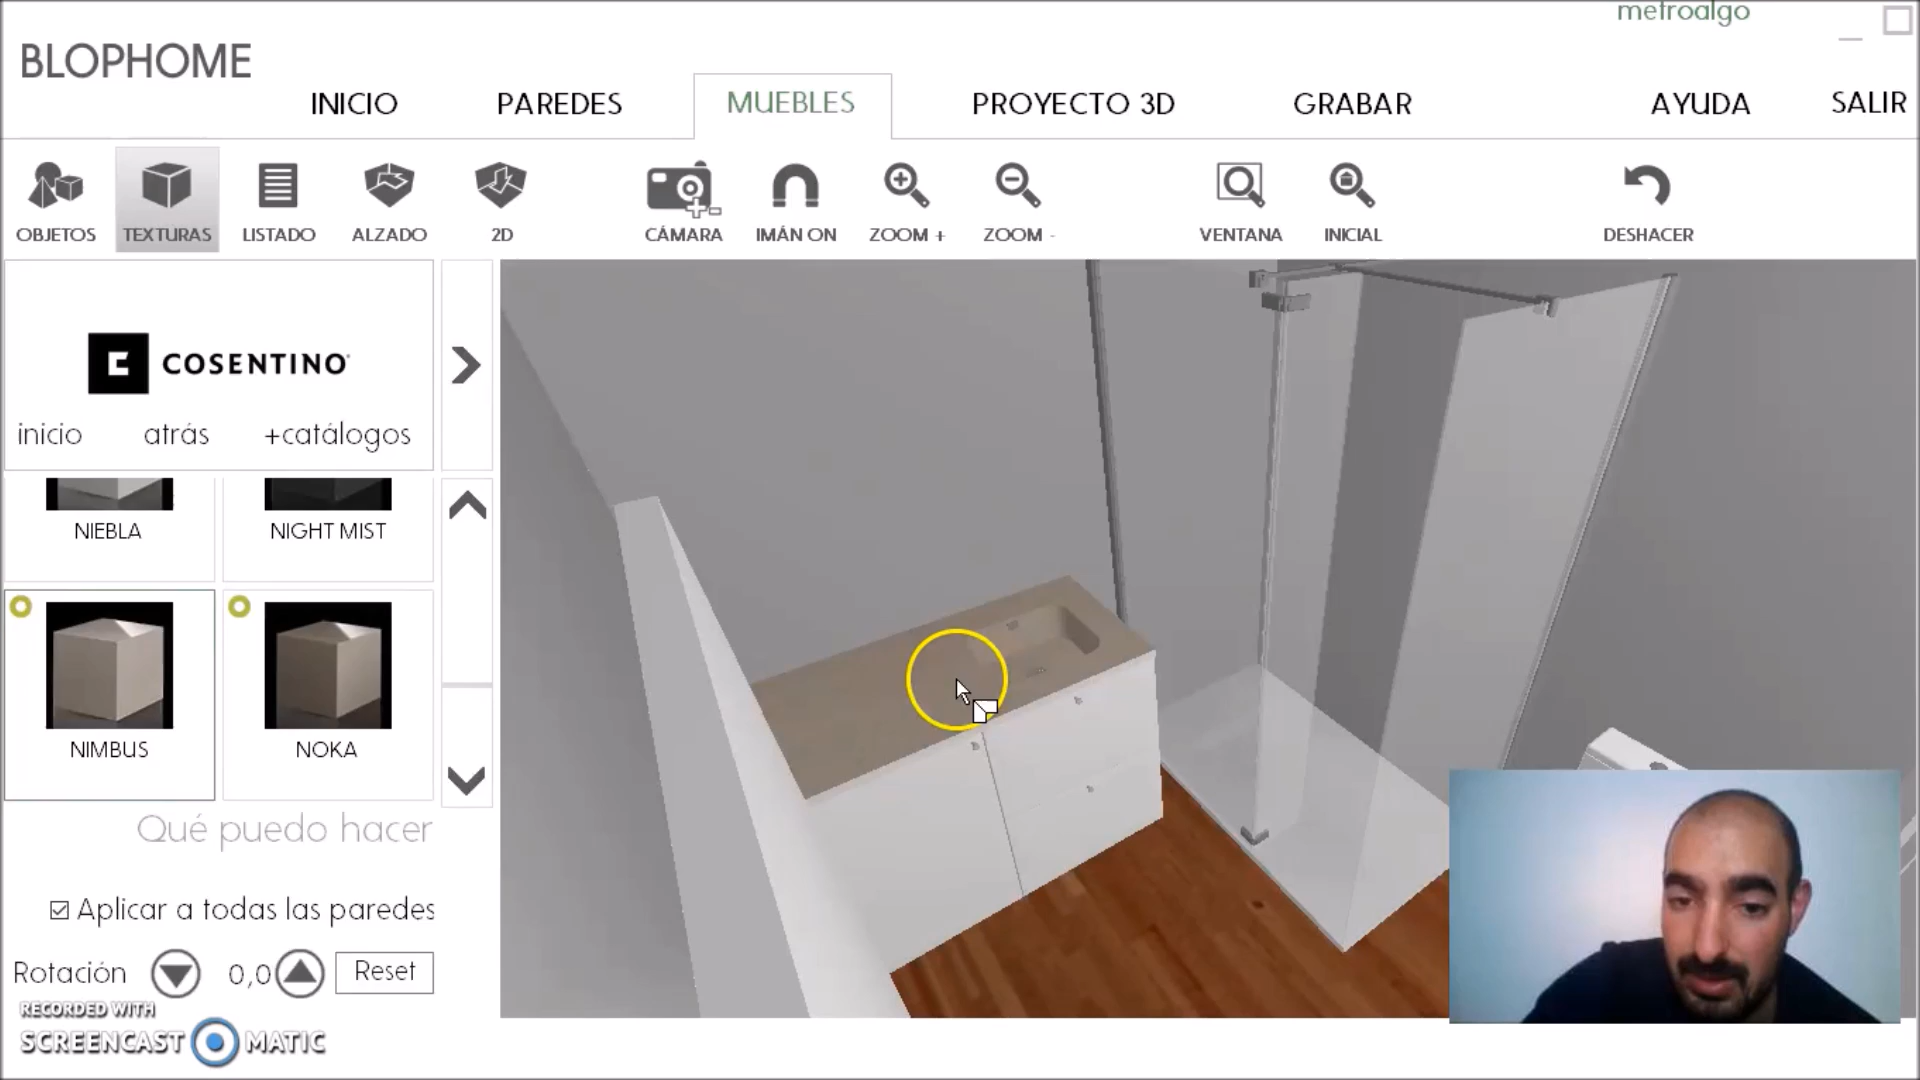 metroalgo
BLOPHOME
INICIO PAREDES MUEBLES PROYECTO 3D GRABAR AYUDA SALIR
OBJETOS TEXTURAS LISTADO ALZADO 2D CÁMARA IMÁN ON ZOOM + ZOOM - VENTANA INICIAL DESHACER
COSENTINO
inicio atrás +catálogos
NIEBLA NIGHT MIST
NIMBUS NOKA
Qué puedo hacer
Aplicar a todas las paredes
Rotación 0,0 Reset
RECORDED WITH
SCREENCAST MATIC